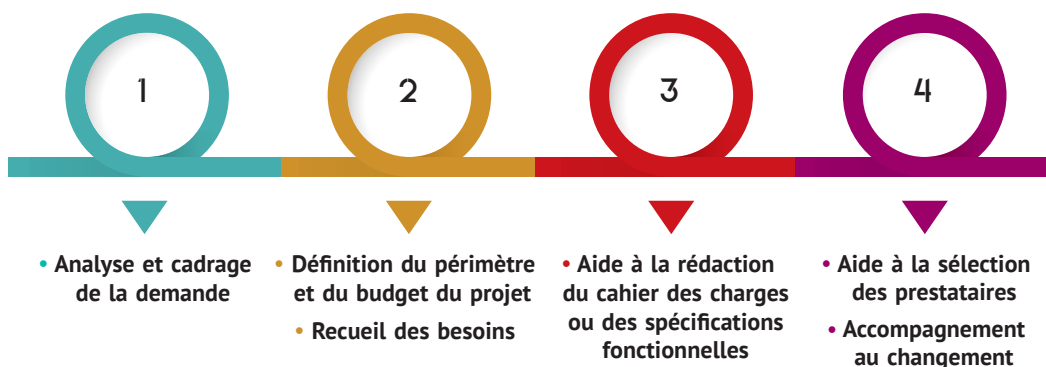 1
2
3
4
• Analyse et cadrage
de la demande
• Définition du périmètre
et du budget du projet
• Recueil des besoins
• Aide à la rédaction
du cahier des charges
ou des spécifications
fonctionnelles
• Aide à la sélection
des prestataires
• Accompagnement
au changement